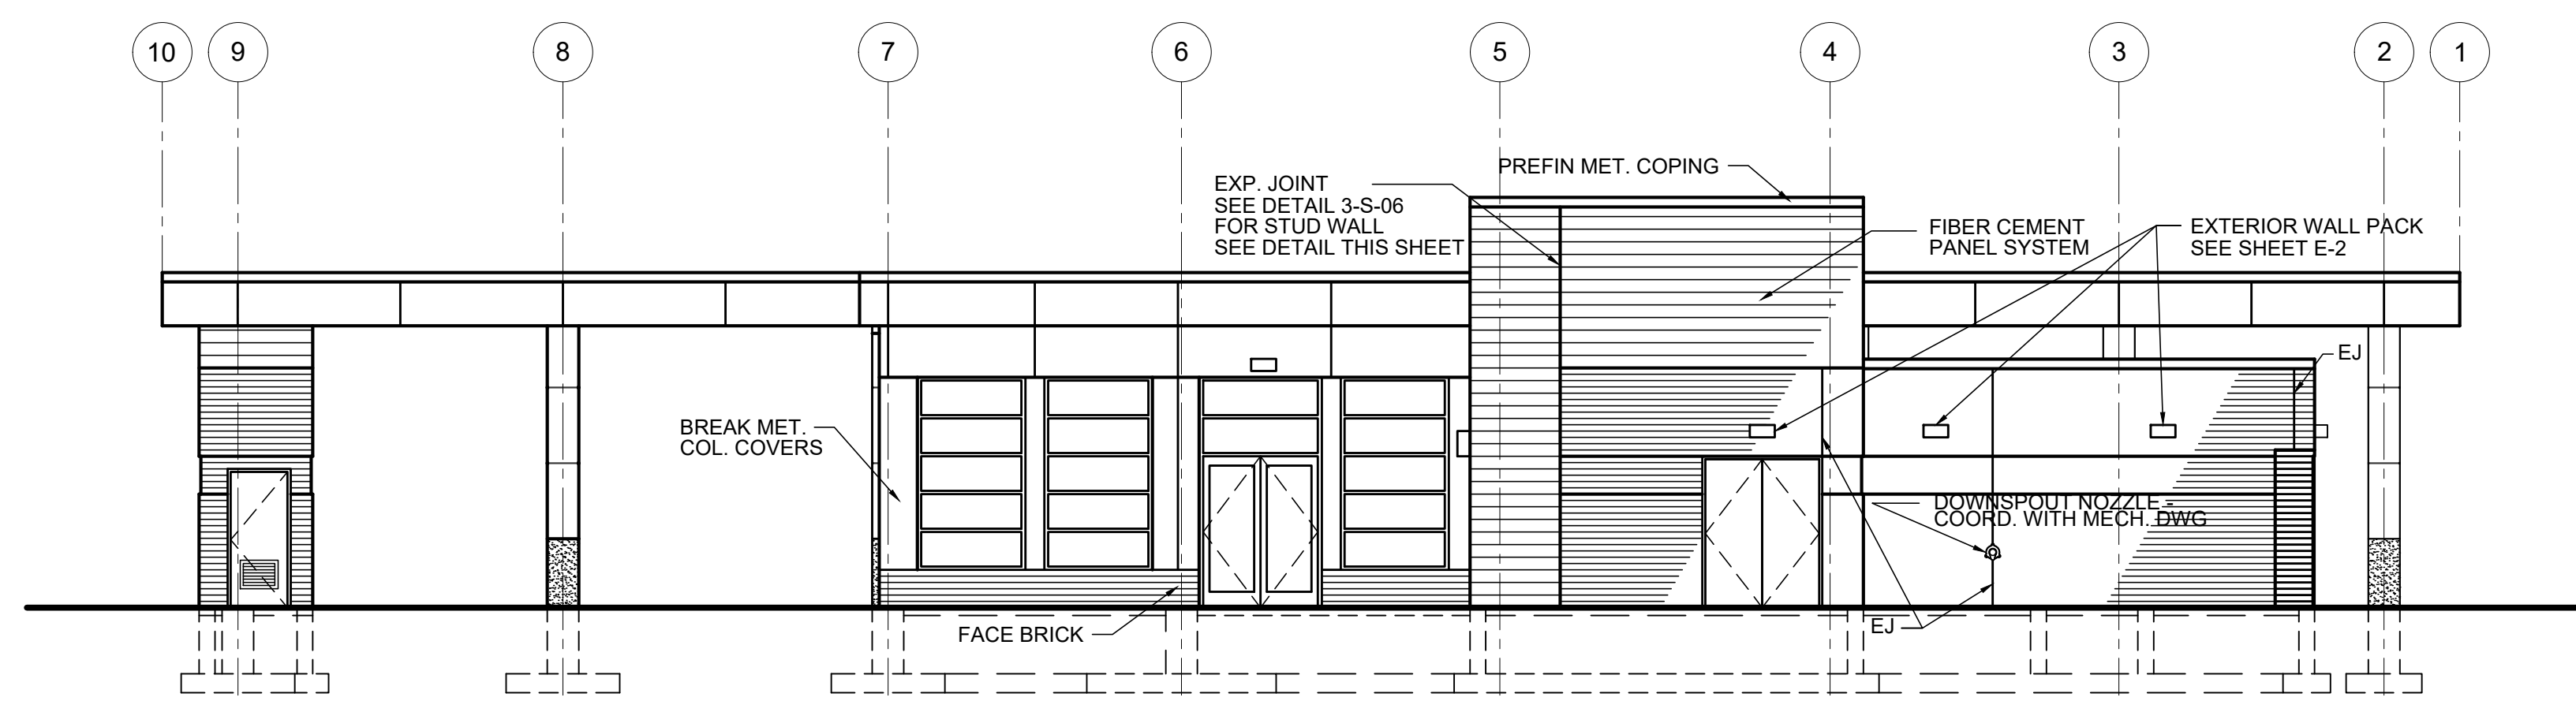 10
9
8
7
6
5
4
3
2
1
PREFIN MET. COPING
EXP. JOINT
SEE DETAIL 3-S-06
FOR STUD WALL
SEE DETAIL THIS SHEET
FIBER CEMENT
PANEL SYSTEM
EXTERIOR WALL PACK
SEE SHEET E-2
EJ
BREAK MET.
COL. COVERS
DOWNSPOUT NOZZLE -
COORD. WITH MECH. DWG
FACE BRICK
EJ